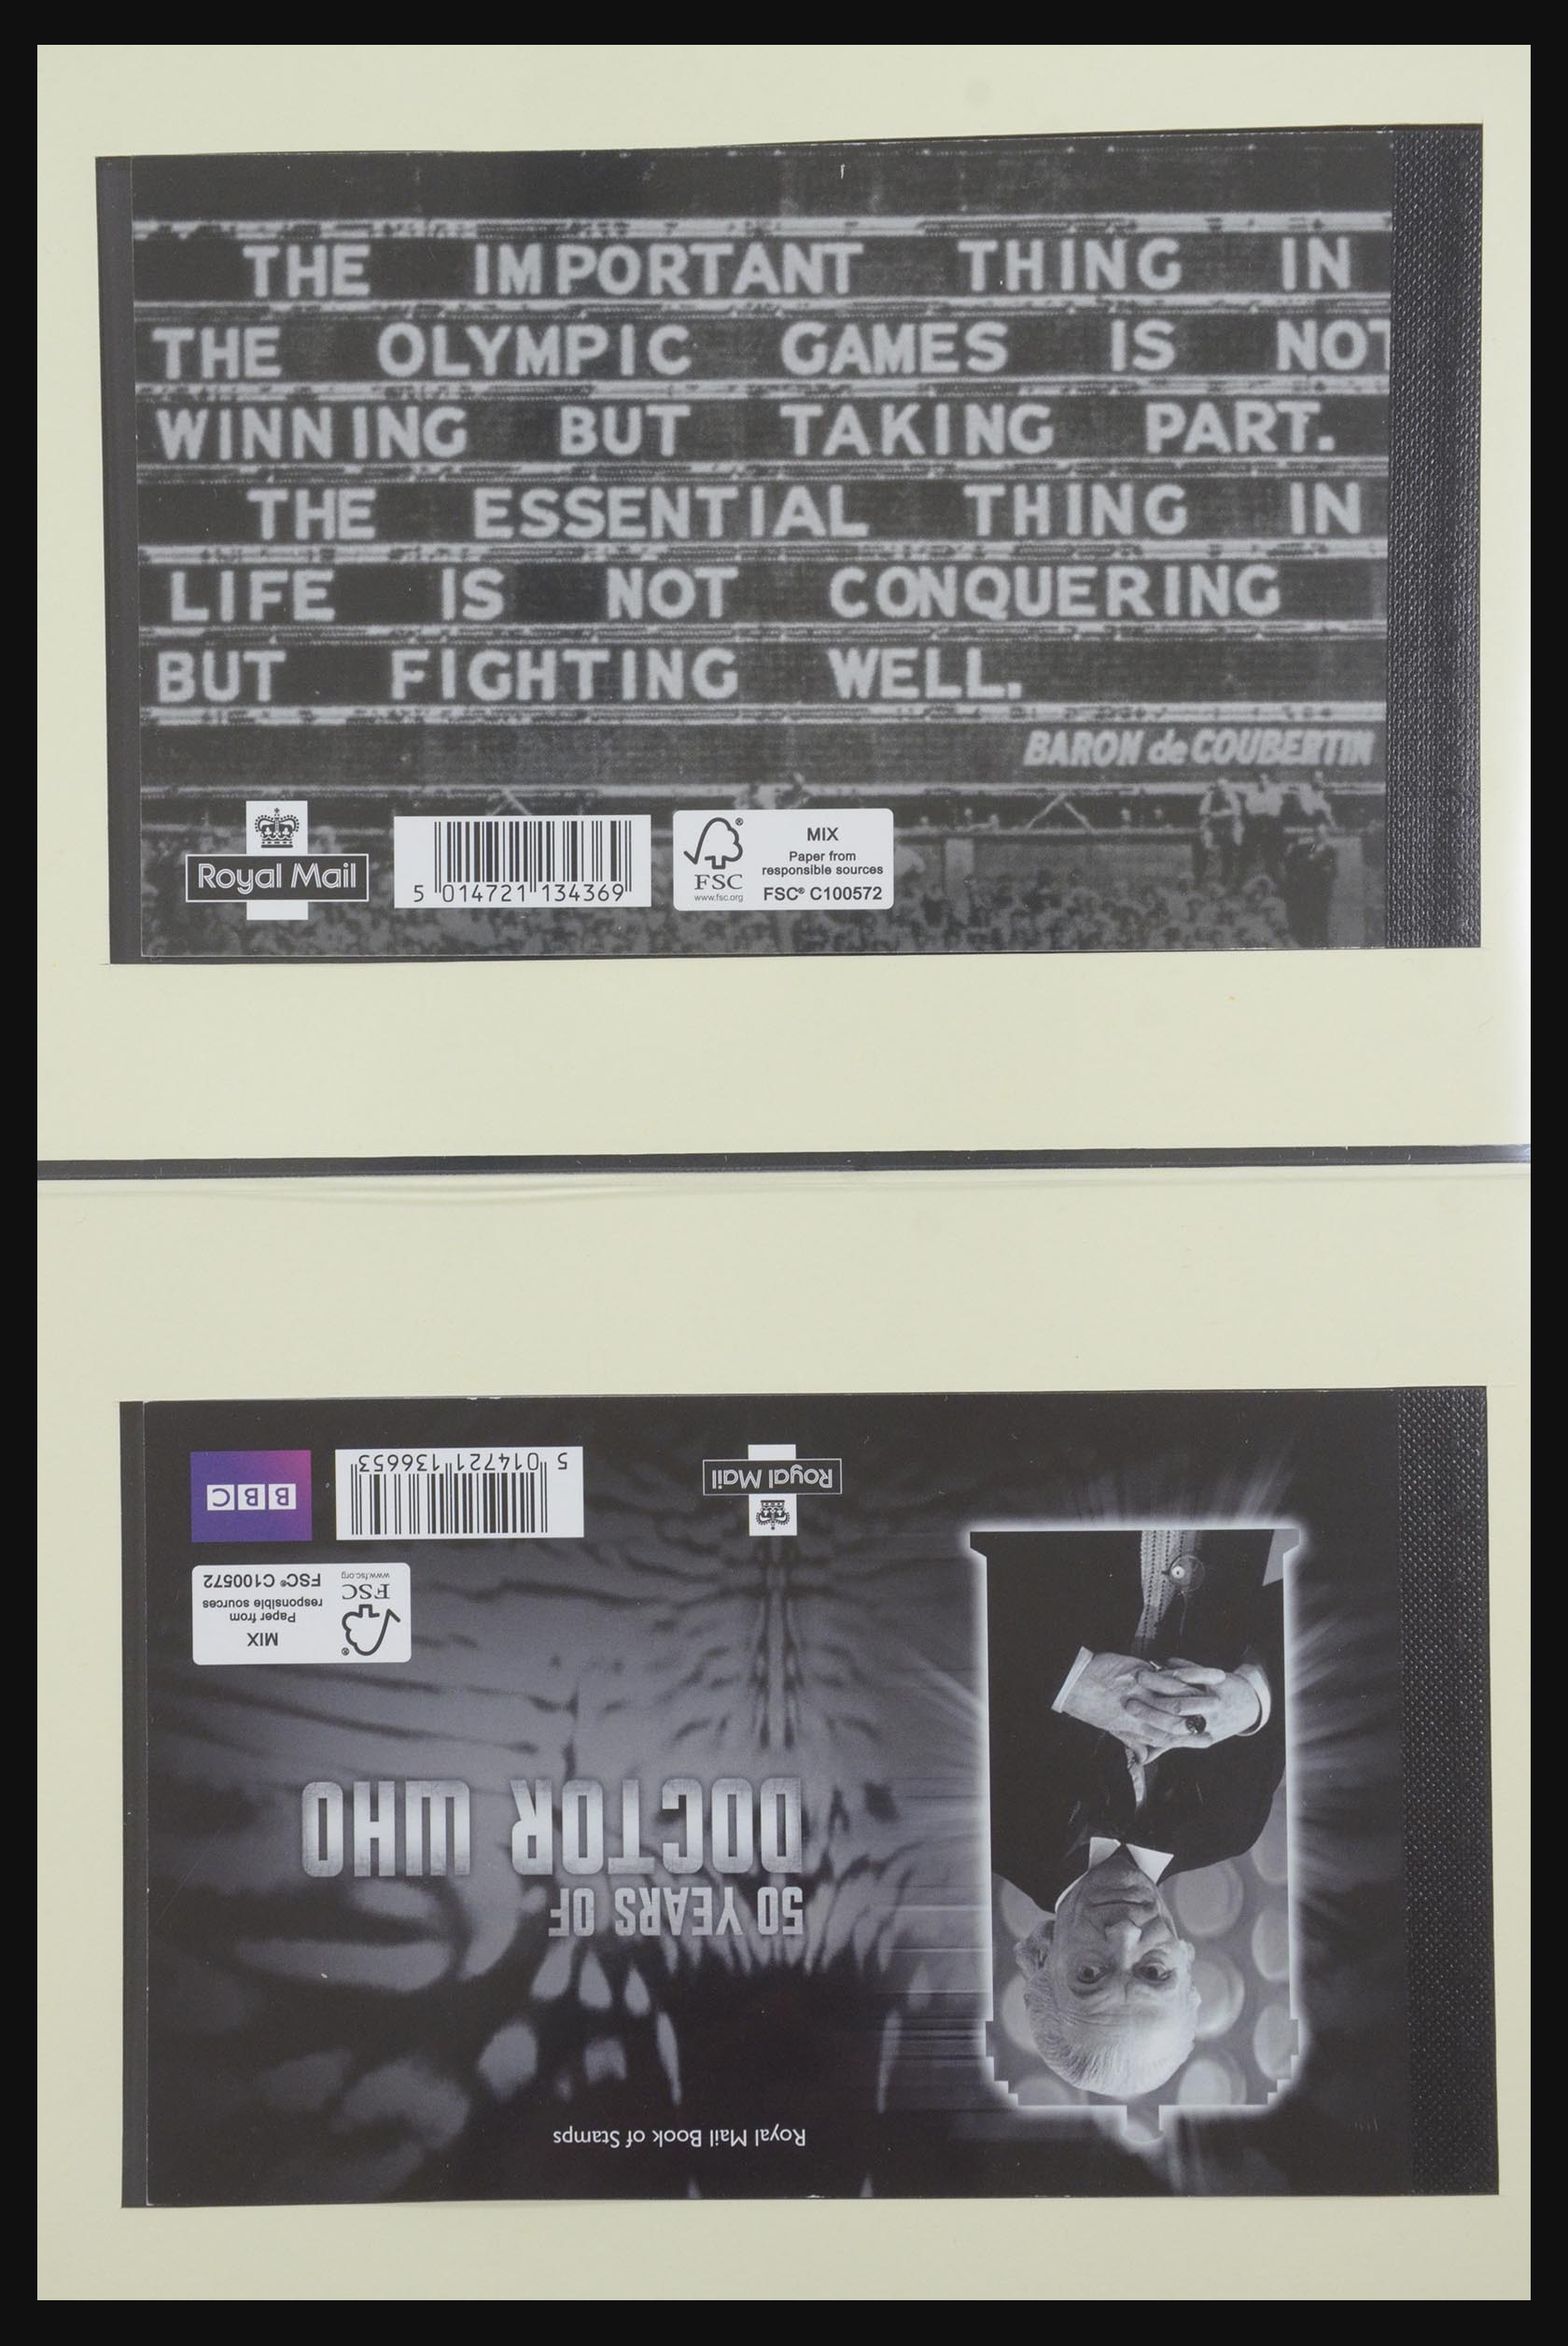 THE IMPORTANT THING IN
THE OLYMPIC GAMES IS NOT
WINNING BUT TAKING PART.
THE ESSENTIAL THING IN
LIFE IS NOT CONQUERING
BUT FIGHTING WELL.
BARON de COUBERTIN
Royal Mail
5 014721 134369
FSC
www.fsc.org
MIX
Paper from
responsible sources
FSC® C100572
Royal Mail Book of Stamps
50 YEARS OF
DOCTOR WHO
MIX
Paper from
responsible sources
FSC® C100572
FSC
www.fsc.org
Royal Mail
5 014721 136653
BBC